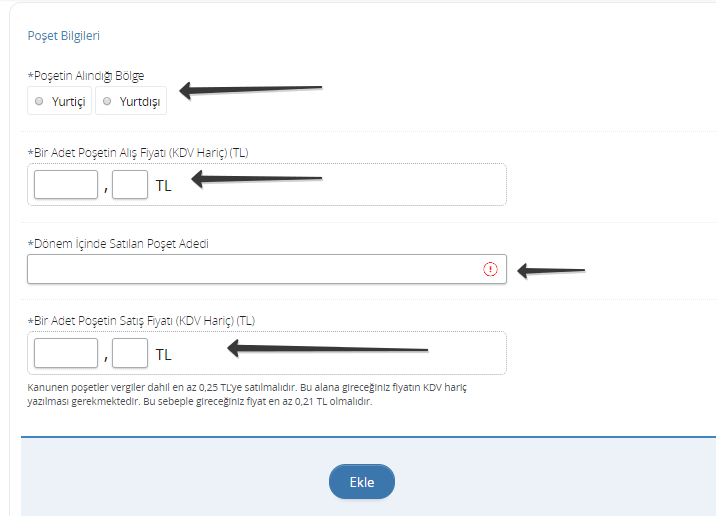 Poşet Bilgileri
*Poşetin Alındığı Bölge
Yurtiçi Yurtdışı
*Bir Adet Poşetin Alış Fiyatı (KDV Hariç) (TL)
, TL
*Dönem İçinde Satılan Poşet Adedi
*Bir Adet Poşetin Satış Fiyatı (KDV Hariç) (TL)
, TL
Kanunen poşetler vergiler dahil en az 0,25 TL'ye satılmalıdır. Bu alana gireceğiniz fiyatın KDV hariç
yazılması gerekmektedir. Bu sebeple gireceğiniz fiyat en az 0,21 TL olmalıdır.
Ekle